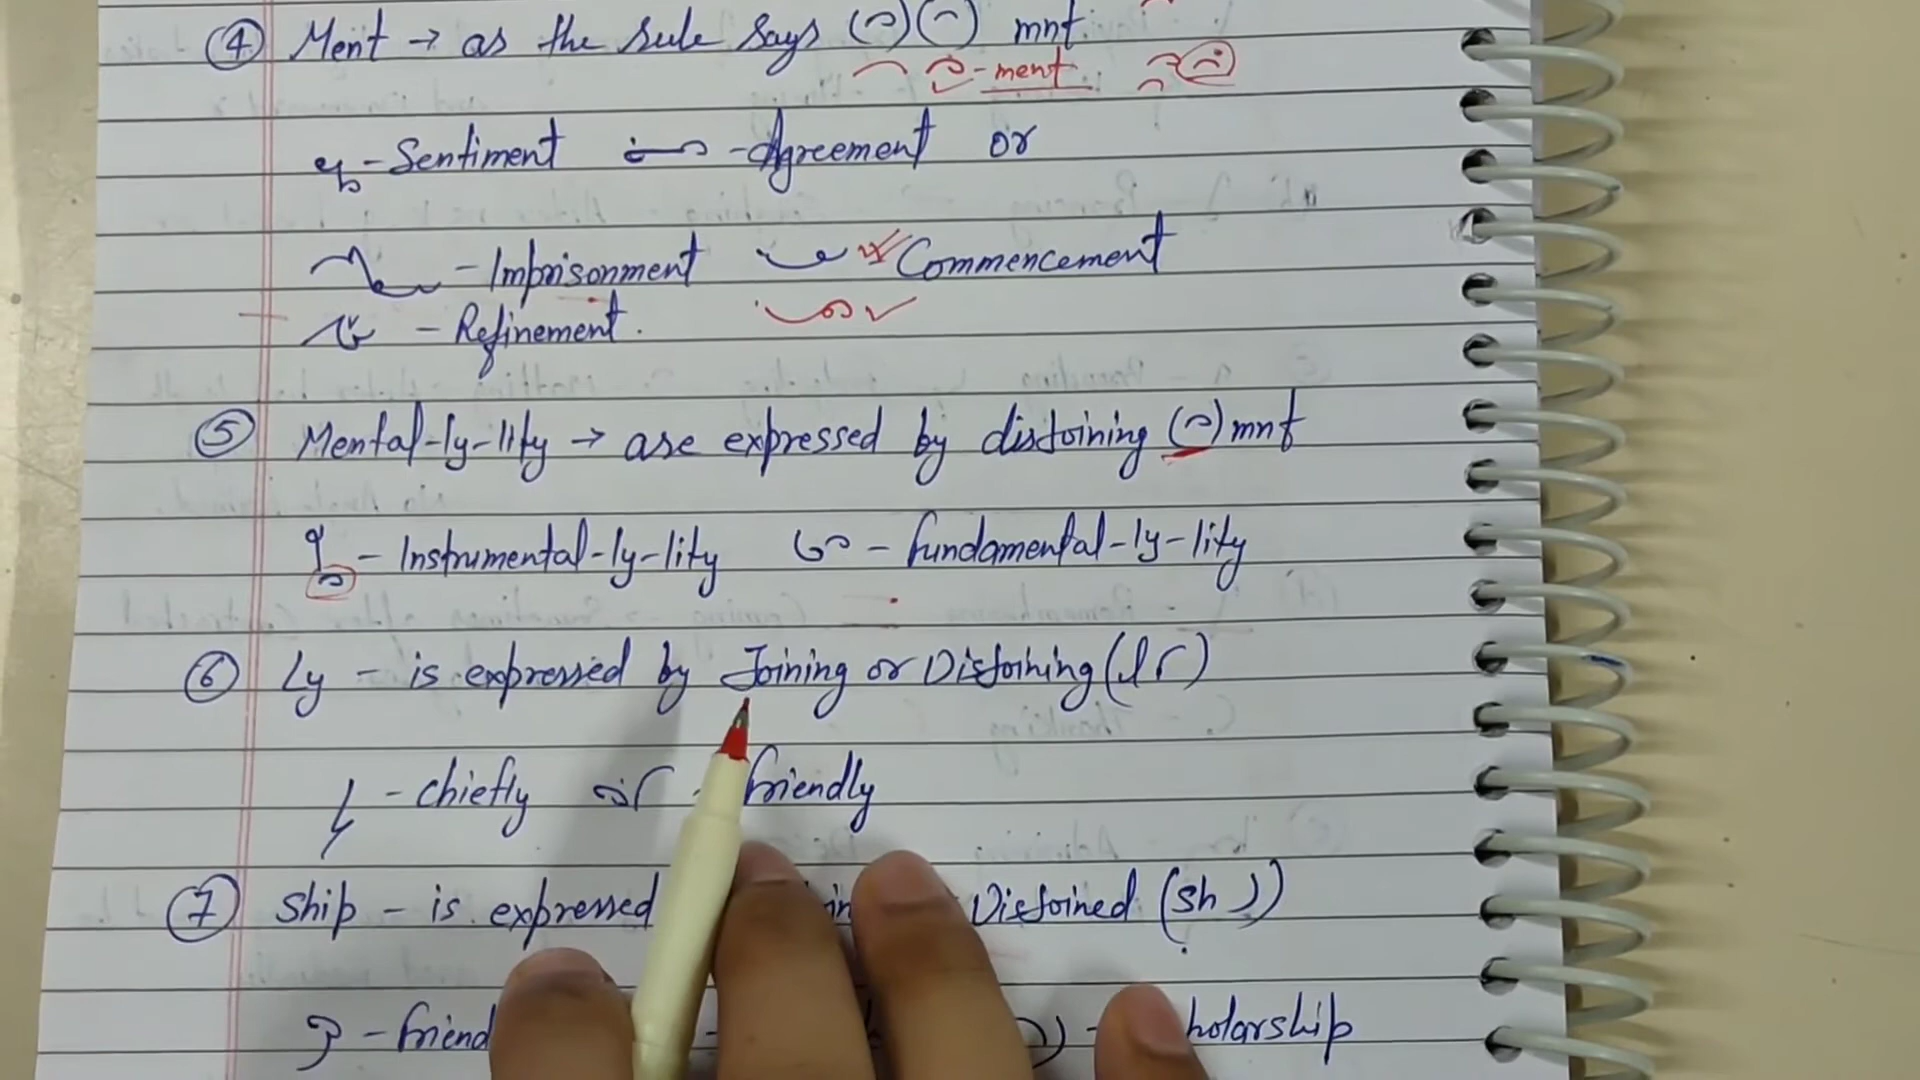 ④ Ment → as the rule says ( ) ( ) mnt
-ment
-Sentiment -Agreement or
-Imprisonment Commencement
- Refinement.
⑤ Mental-ly-lity → are expressed by disjoining ( ) mnt
- Instrumental-ly-lity - fundamental-ly-lity
⑥ Ly - is expressed by Joining or Disjoining (l )
- chiefly - friendly
⑦ Ship - is expressed Disjoined (Sh )
- friend - holarship